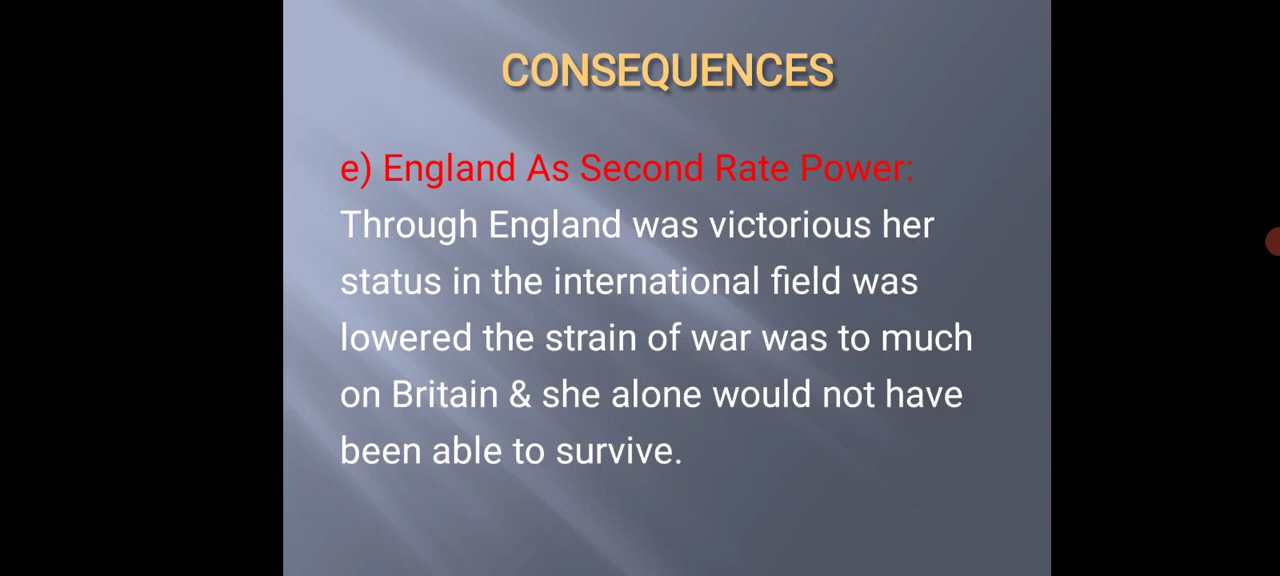 CONSEQUENCES
e) England As Second Rate Power:
Through England was victorious her
status in the international field was
lowered the strain of war was to much
on Britain & she alone would not have
been able to survive.